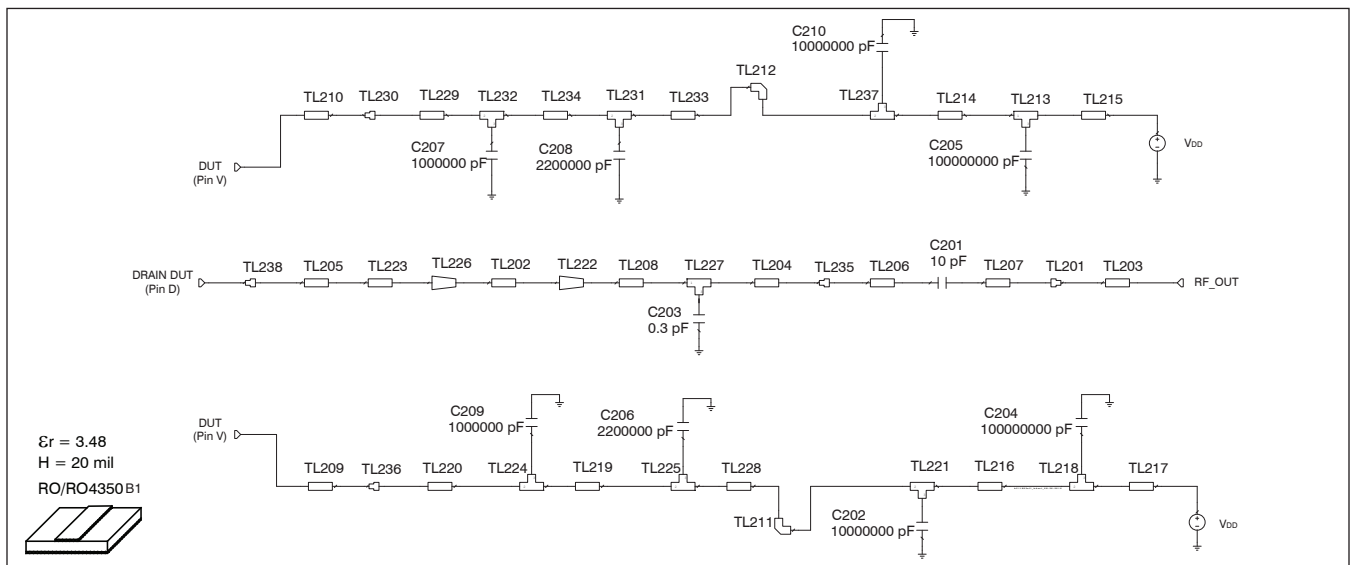 C210
10000000 pF
TL212
TL210 TL230 TL229 TL232 TL234 TL231 TL233 TL237 TL214 TL213 TL215
C207
1000000 pF
C208
2200000 pF
C205
100000000 pF
VDD
DUT
(Pin V)
C201
10 pF
TL238 TL205 TL223 TL226 TL202 TL222 TL208 TL227 TL204 TL235 TL206 TL207 TL201 TL203
DRAIN DUT
(Pin D)
RF_OUT
C203
0.3 pF
C209
1000000 pF
C206
2200000 pF
C204
100000000 pF
DUT
(Pin V)
TL209 TL236 TL220 TL224 TL219 TL225 TL228 TL221 TL216 TL218 TL217
TL211
C202
10000000 pF
VDD
εr = 3.48
H = 20 mil
RO/RO4350B1